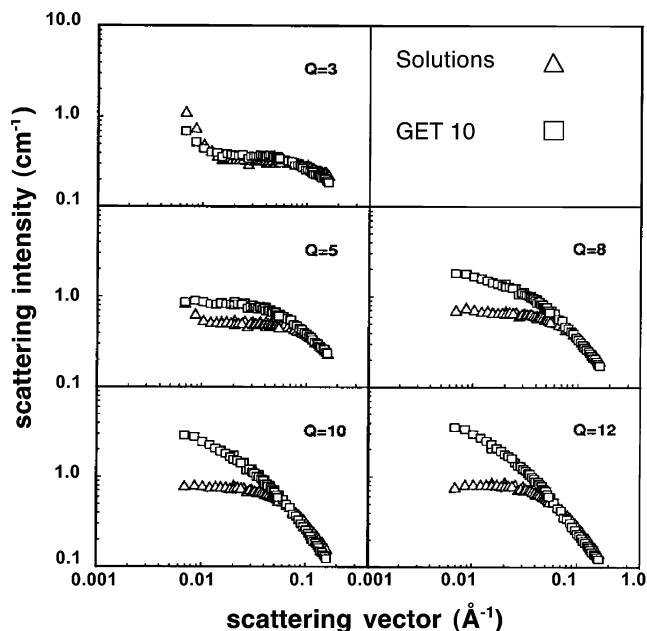 10.0
Q=3
Solutions
1.0
GET 10
0.1
Q=5
Q=8
1.0
0.1
Q=10
Q=12
1.0
0.1
0.001 0.01 0.1 0.001 0.01 0.1 1.0
scattering vector (Å-1)
scattering intensity (cm-1)